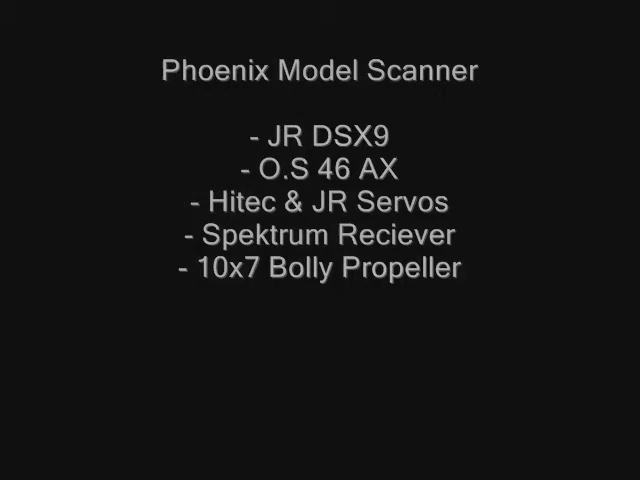 Phoenix Model Scanner
- JR DSX9
- O.S 46 AX
- Hitec & JR Servos
- Spektrum Reciever
- 10x7 Bolly Propeller